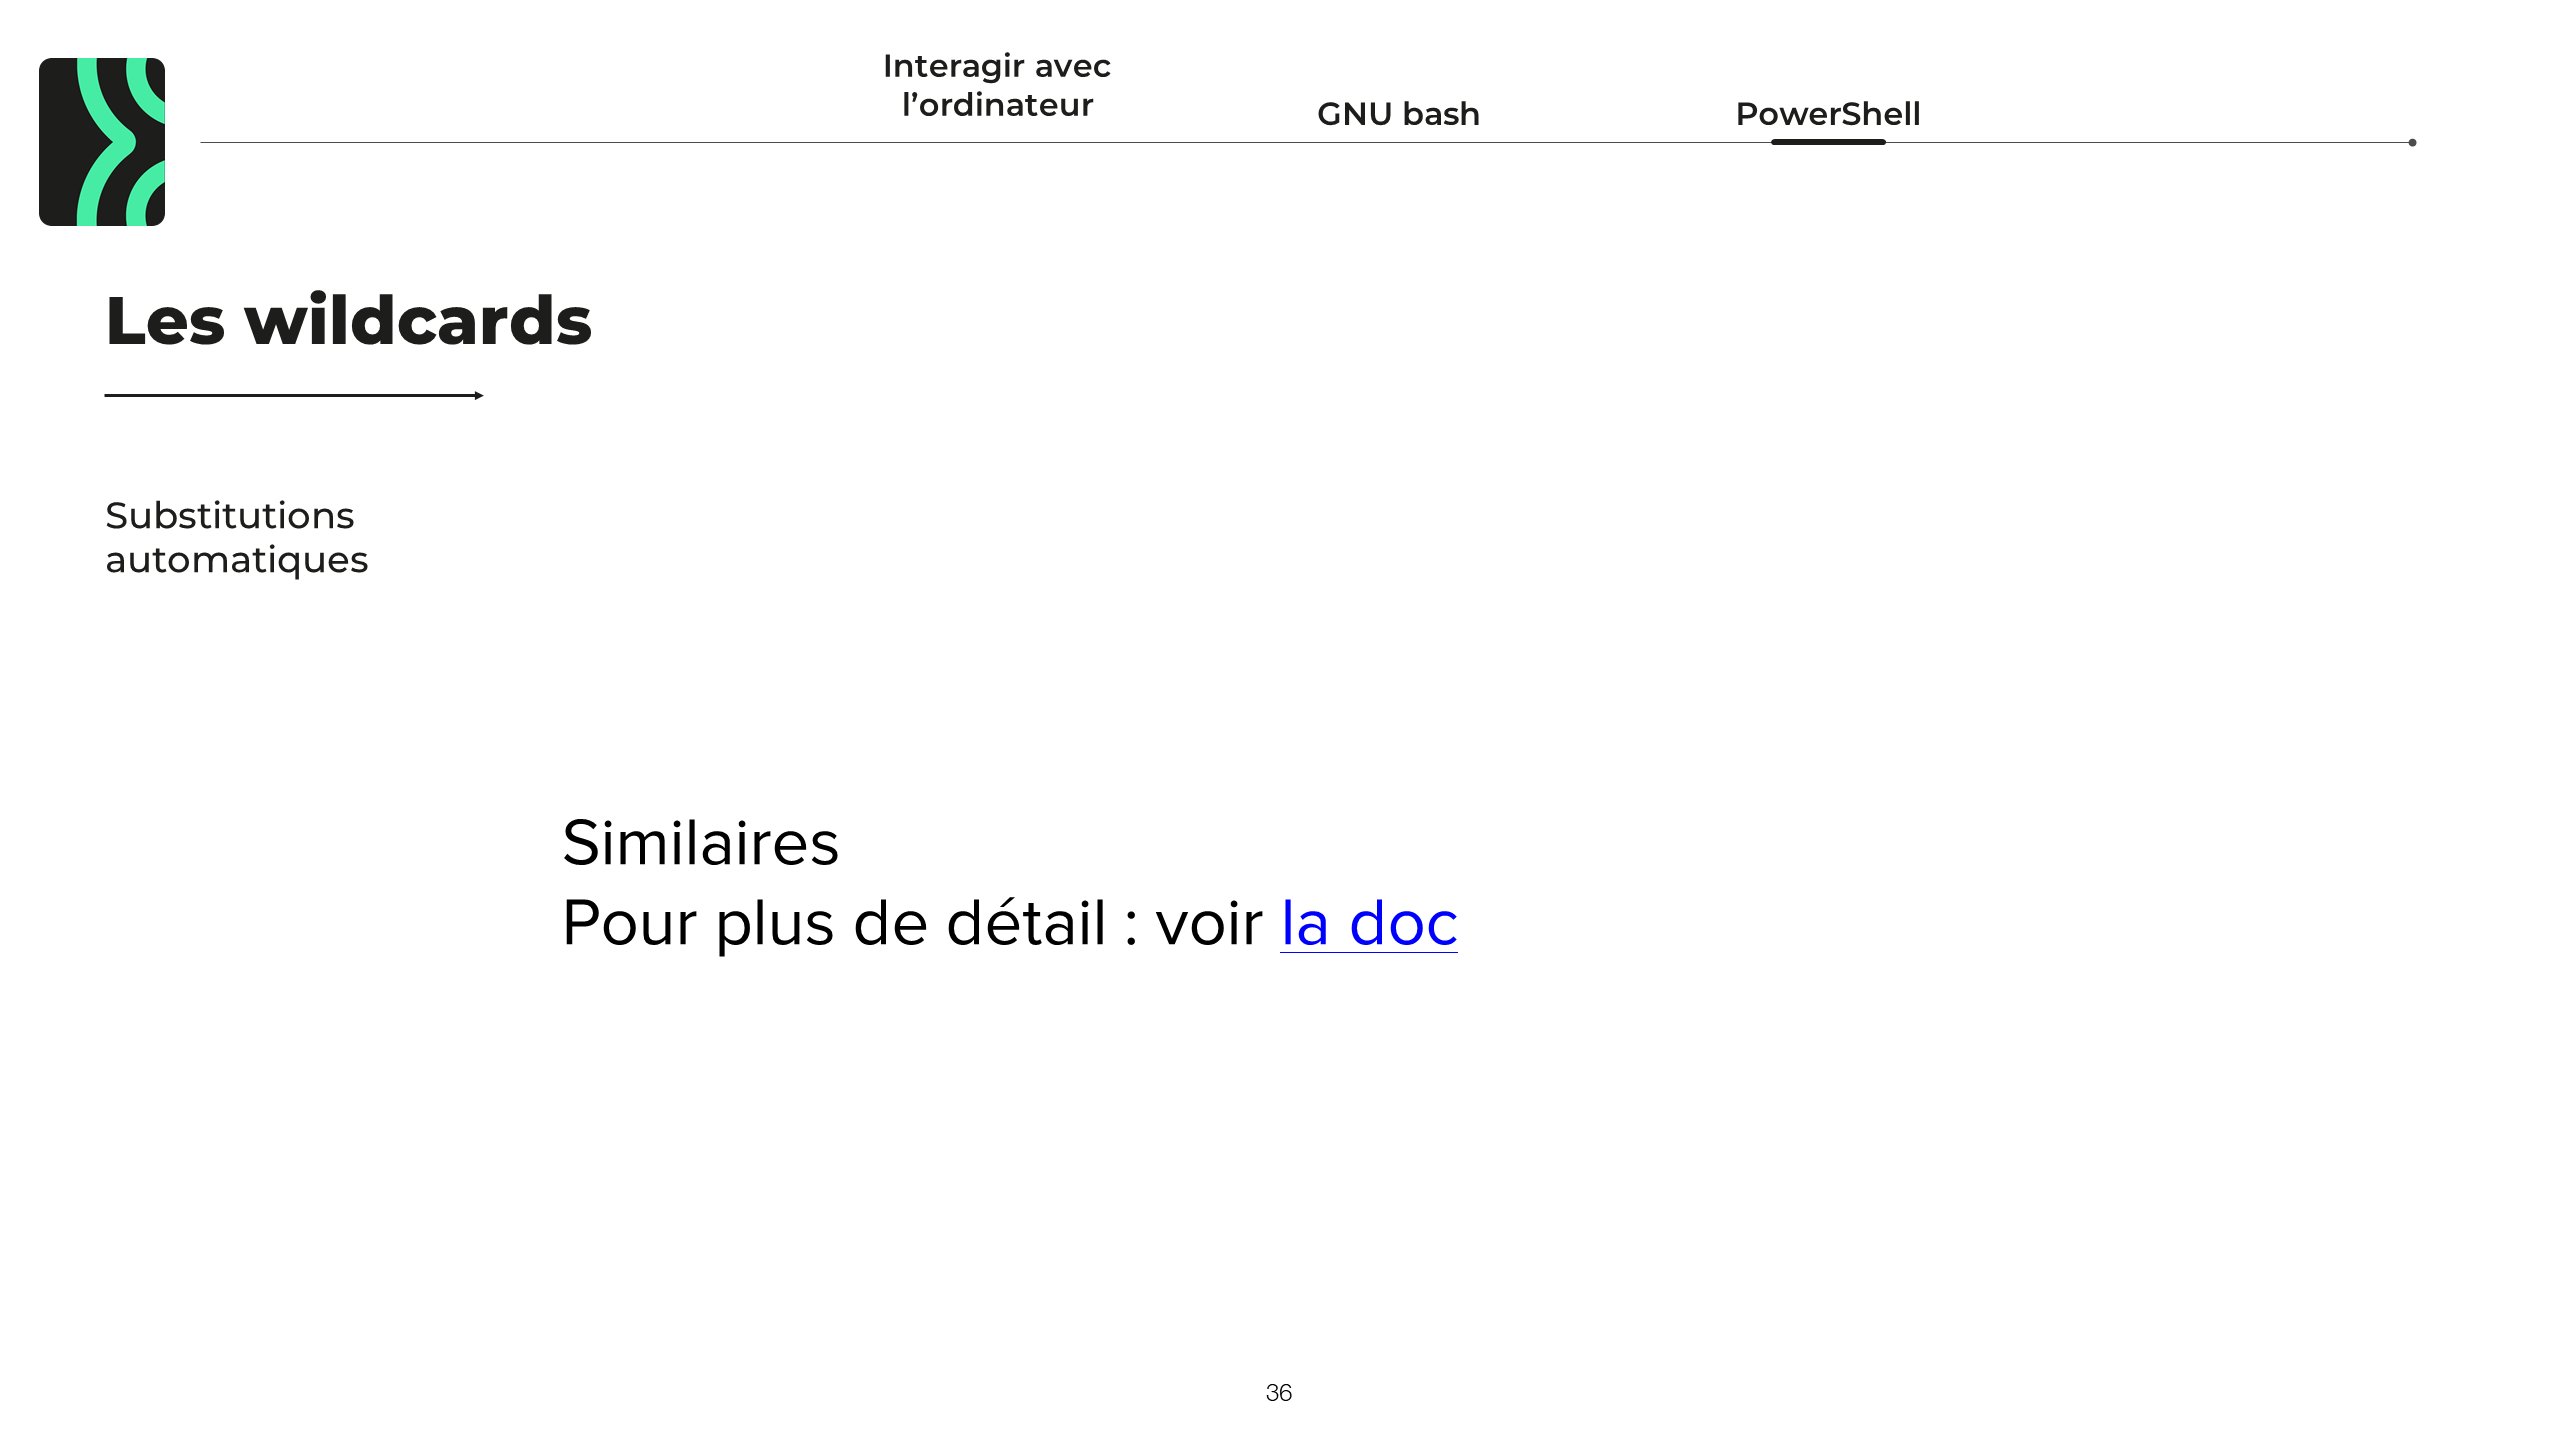 Interagir avec
l’ordinateur
GNU bash
PowerShell
Les wildcards
Substitutions
automatiques
Similaires
Pour plus de détail : voir la doc
36